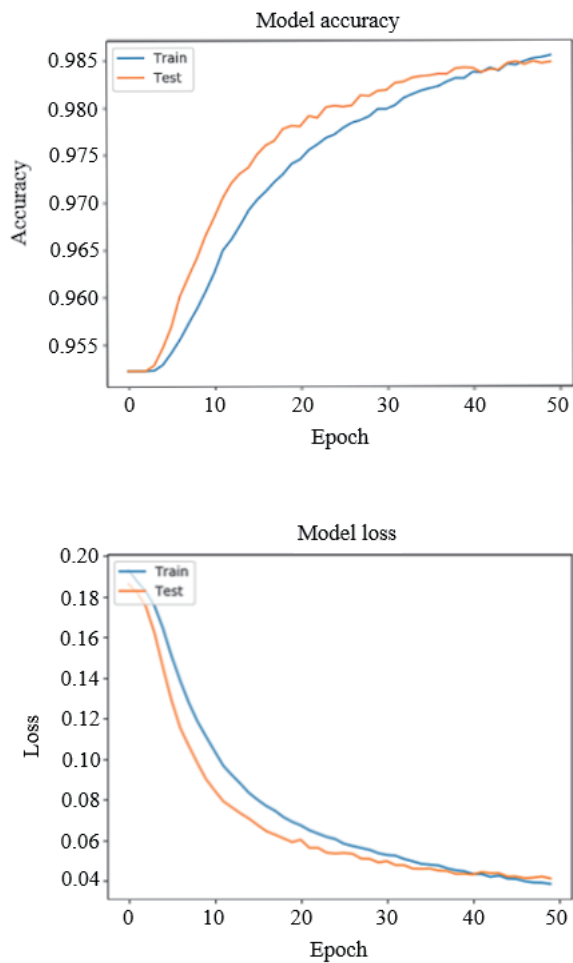 Model accuracy
Train
Test
0.985
0.980
0.975
0.970
0.965
0.960
0.955
Accuracy
0 10 20 30 40 50
Epoch
Model loss
Train
Test
0.20
0.18
0.16
0.14
0.12
0.10
0.08
0.06
0.04
Loss
0 10 20 30 40 50
Epoch